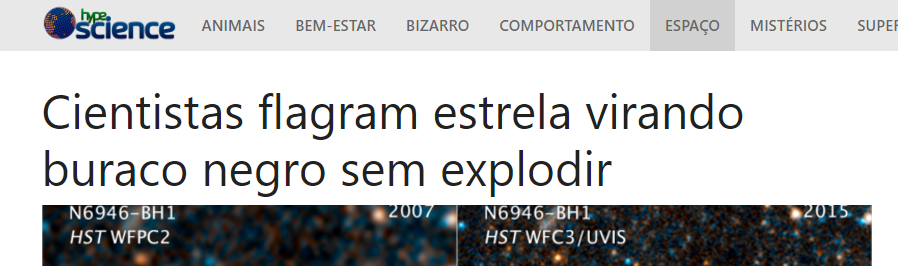 hype science ANIMAIS BEM-ESTAR BIZARRO COMPORTAMENTO ESPAÇO MISTÉRIOS SUPER
Cientistas flagram estrela virando
buraco negro sem explodir
N6946-BH1 2007 N6946-BH1 2015
HST WFPC2 HST WFC3/UVIS